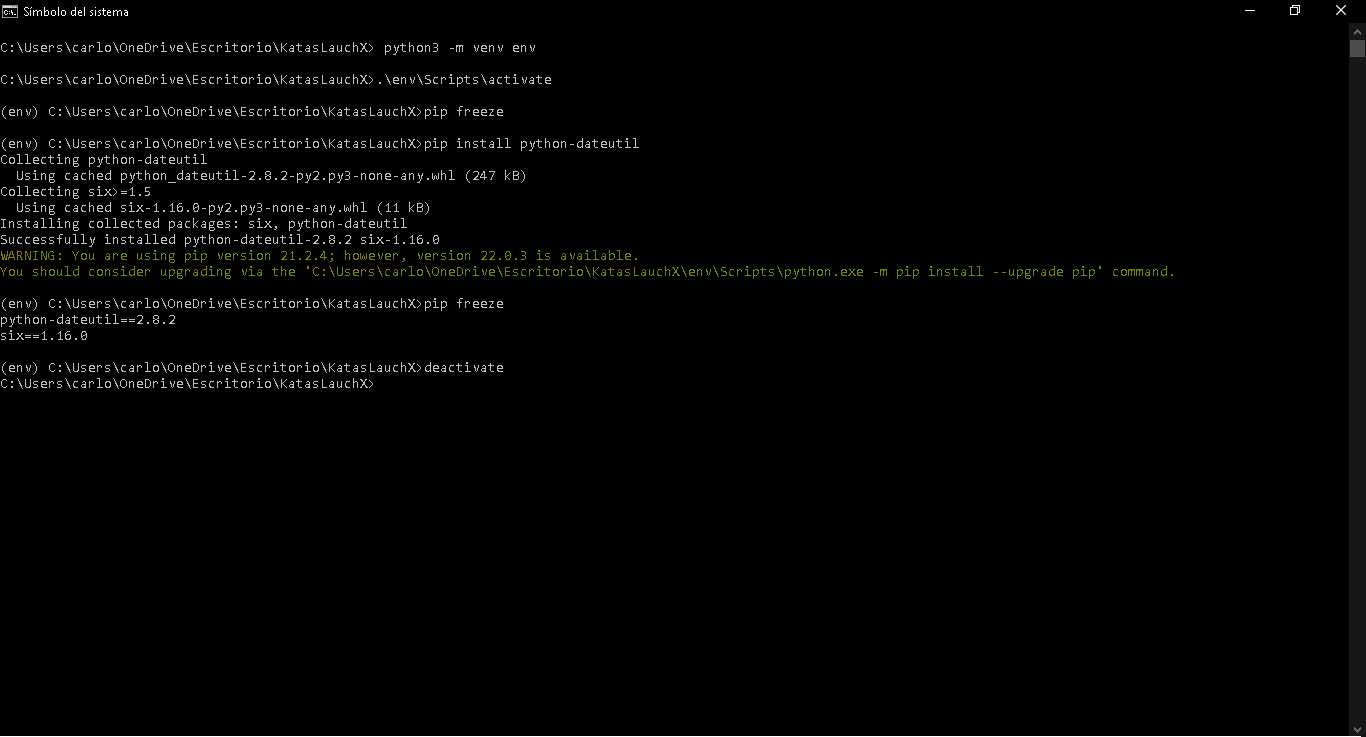 Símbolo del sistema
C:\Users\carlo\OneDrive\Escritorio\KatasLauchX> python3 -m venv env
C:\Users\carlo\OneDrive\Escritorio\KatasLauchX>.\env\Scripts\activate
(env) C:\Users\carlo\OneDrive\Escritorio\KatasLauchX>pip freeze
(env) C:\Users\carlo\OneDrive\Escritorio\KatasLauchX>pip install python-dateutil
Collecting python-dateutil
  Using cached python_dateutil-2.8.2-py2.py3-none-any.whl (247 kB)
Collecting six>=1.5
  Using cached six-1.16.0-py2.py3-none-any.whl (11 kB)
Installing collected packages: six, python-dateutil
Successfully installed python-dateutil-2.8.2 six-1.16.0
WARNING: You are using pip version 21.2.4; however, version 22.0.3 is available.
You should consider upgrading via the 'C:\Users\carlo\OneDrive\Escritorio\KatasLauchX\env\Scripts\python.exe -m pip install --upgrade pip' command.
(env) C:\Users\carlo\OneDrive\Escritorio\KatasLauchX>pip freeze
python-dateutil==2.8.2
six==1.16.0
(env) C:\Users\carlo\OneDrive\Escritorio\KatasLauchX>deactivate
C:\Users\carlo\OneDrive\Escritorio\KatasLauchX>